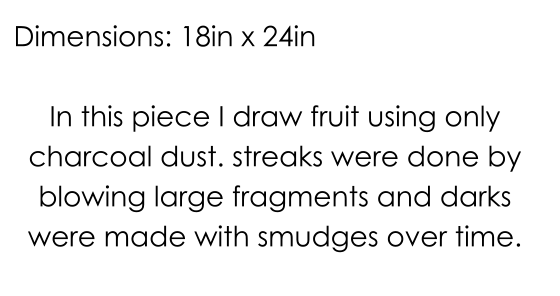 Dimensions: 18in x 24in
In this piece I draw fruit using only
charcoal dust. streaks were done by
blowing large fragments and darks
were made with smudges over time.